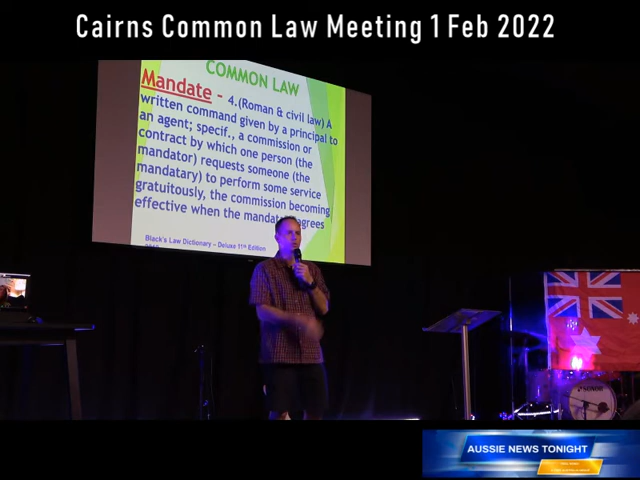 Cairns Common Law Meeting 1 Feb 2022
COMMON LAW
Mandate - 4.(Roman & civil law) A
written command given by a principal to
an agent; specif., a commission or
contract by which one person (the
mandator) requests someone (the
mandatary) to perform some service
gratuitously, the commission becoming
effective when the agrees
Black's Law Dictionary – Deluxe 11th Edition
SONOR
AUSSIE NEWS TONIGHT